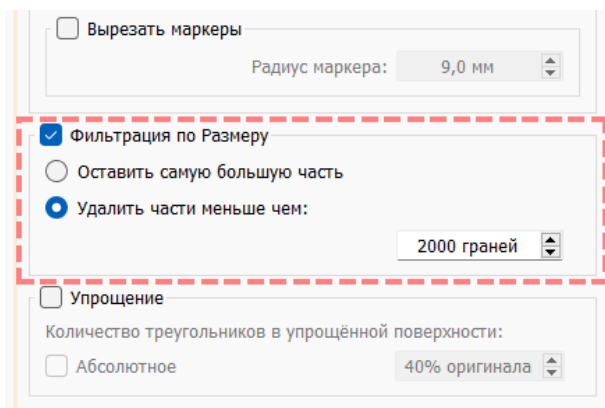 Вырезать маркеры
Радиус маркера: 9,0 мм
Фильтрация по Размеру
Оставить самую большую часть
Удалить части меньше чем:
2000 граней
Упрощение
Количество треугольников в упрощённой поверхности:
Абсолютное 40% оригинала